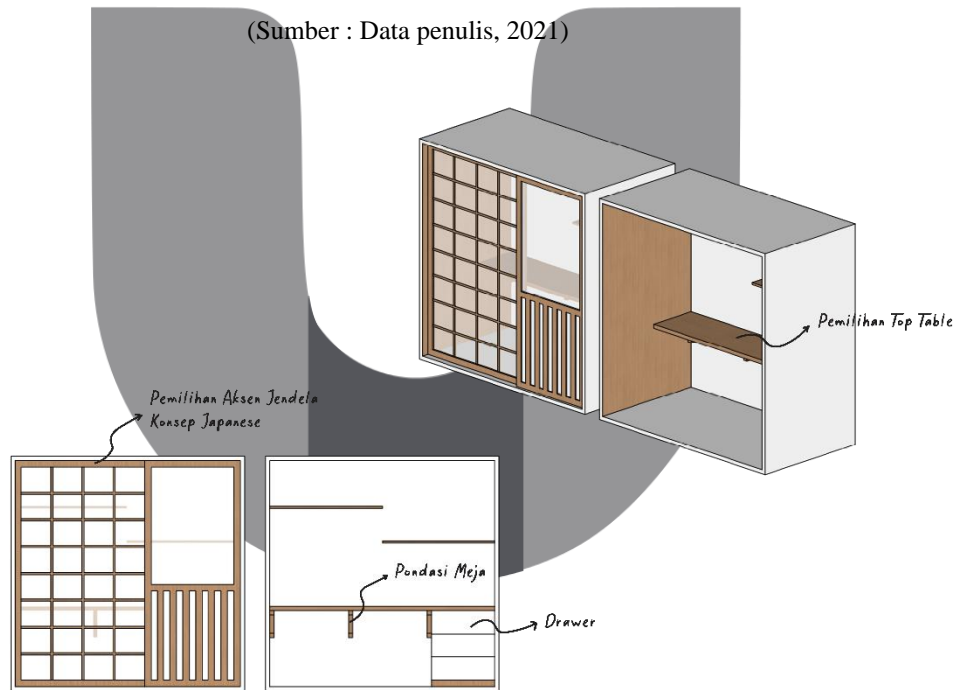 (Sumber : Data penulis, 2021)
Pemilihan Top Table
Pemilihan Aksen Jendela
Konsep Japanese
Pondasi Meja
Drawer